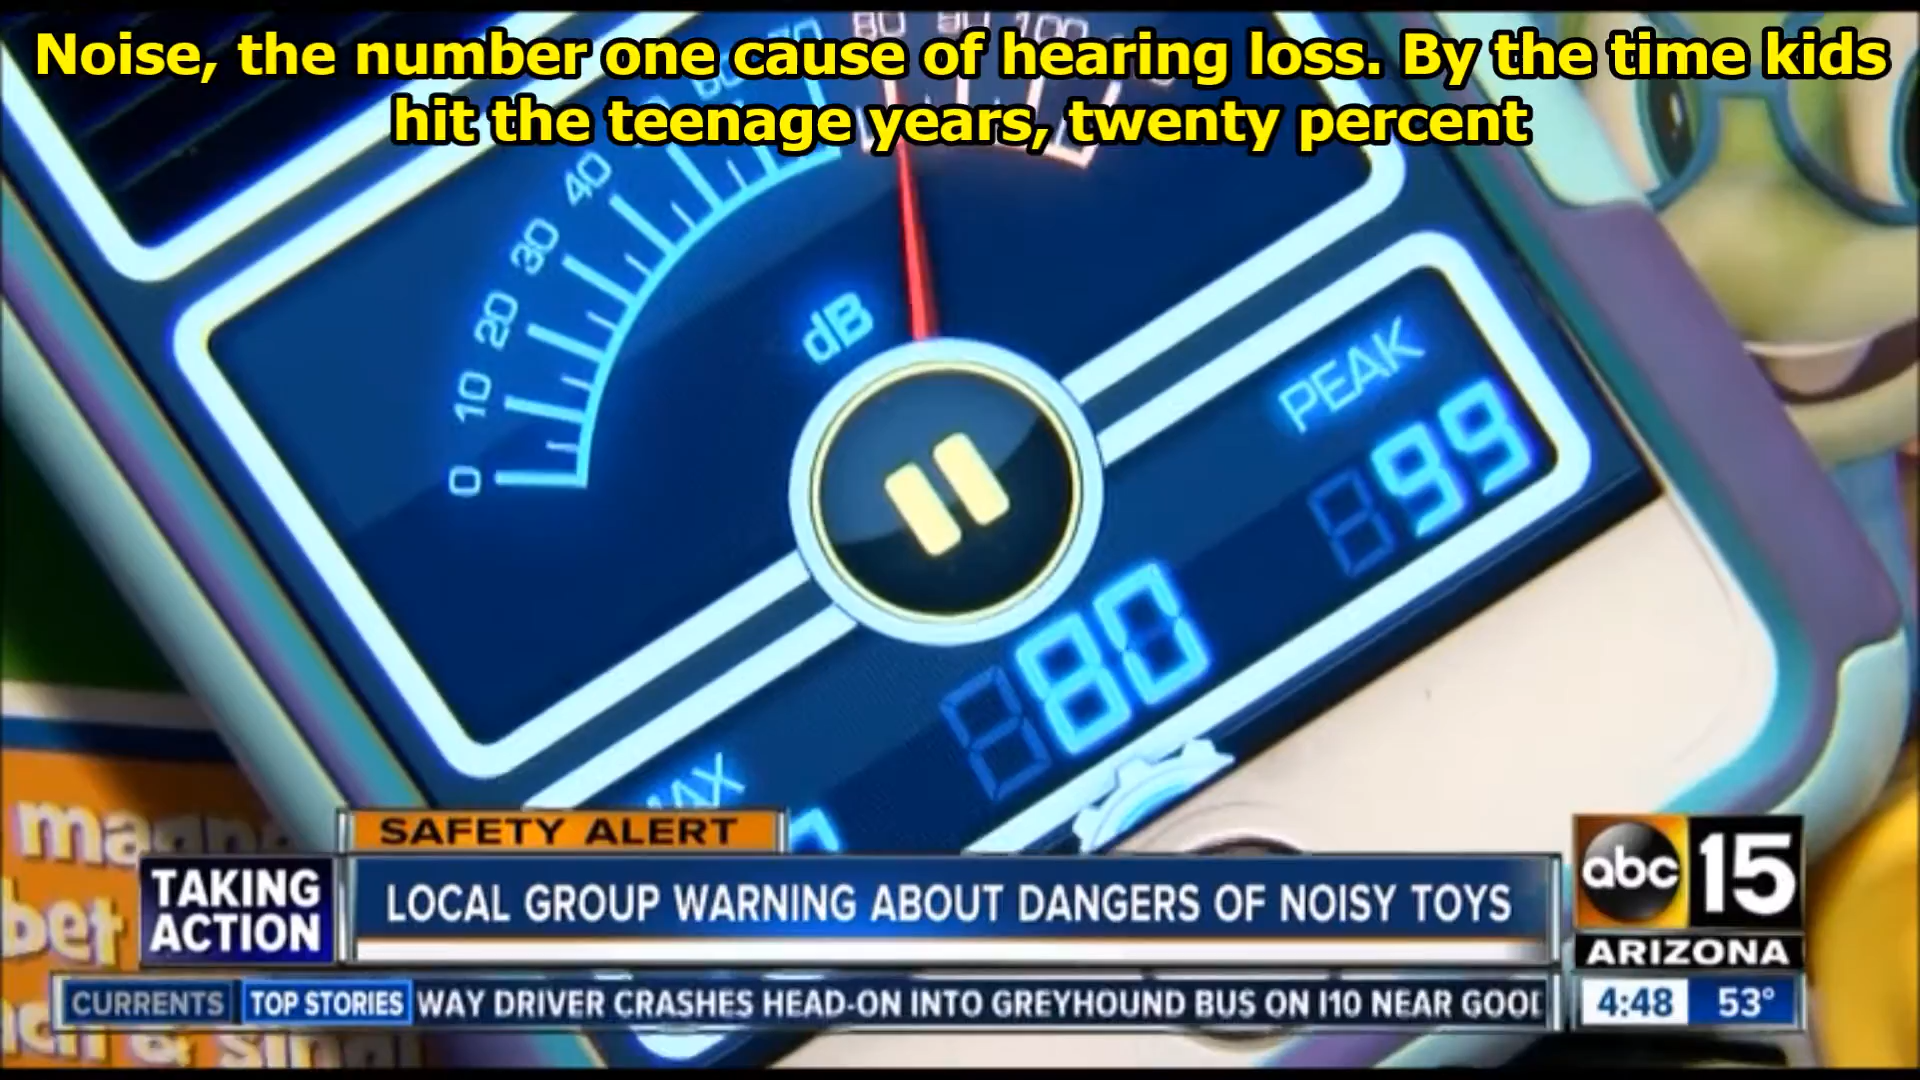 Noise, the number one cause of hearing loss. By the time kids
hit the teenage years, twenty percent
80 90 100
40
30
20
10
0
dB
PEAK
99
80
SAFETY ALERT
TAKING
ACTION
LOCAL GROUP WARNING ABOUT DANGERS OF NOISY TOYS
abc 15
ARIZONA
CURRENTS TOP STORIES WAY DRIVER CRASHES HEAD-ON INTO GREYHOUND BUS ON I10 NEAR
4:48 53°